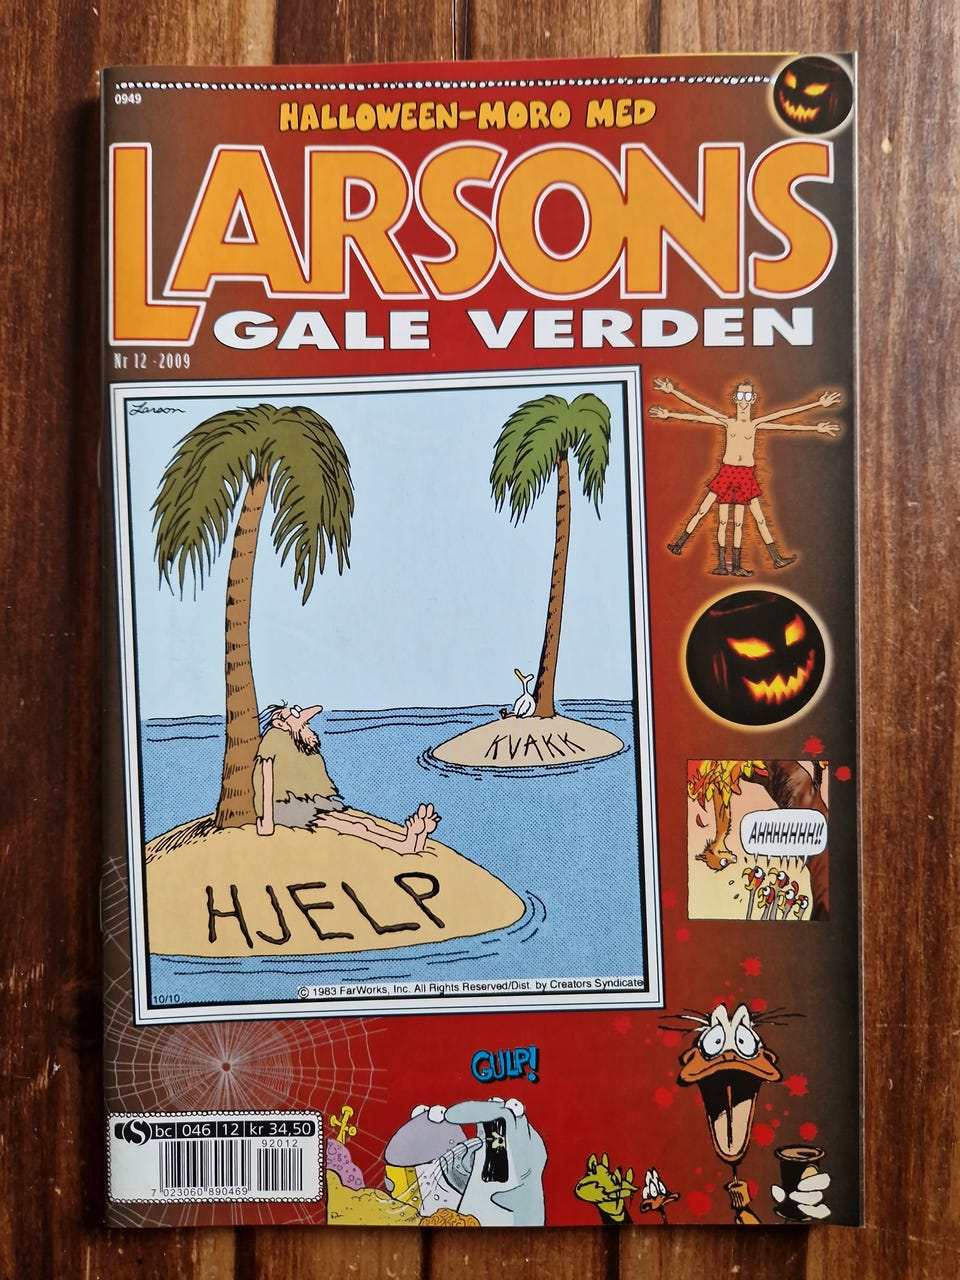 0949
HALLOWEEN-MORO MED
LARSONS
GALE VERDEN
Nr 12 -2009
Larson
KVAKK
HJELP
AHHHHHHH!!
10/10
© 1983 FarWorks, Inc. All Rights Reserved/Dist. by Creators Syndicate
GULP!
S bc 046 12 kr 34,50
92012
7 023060 890469